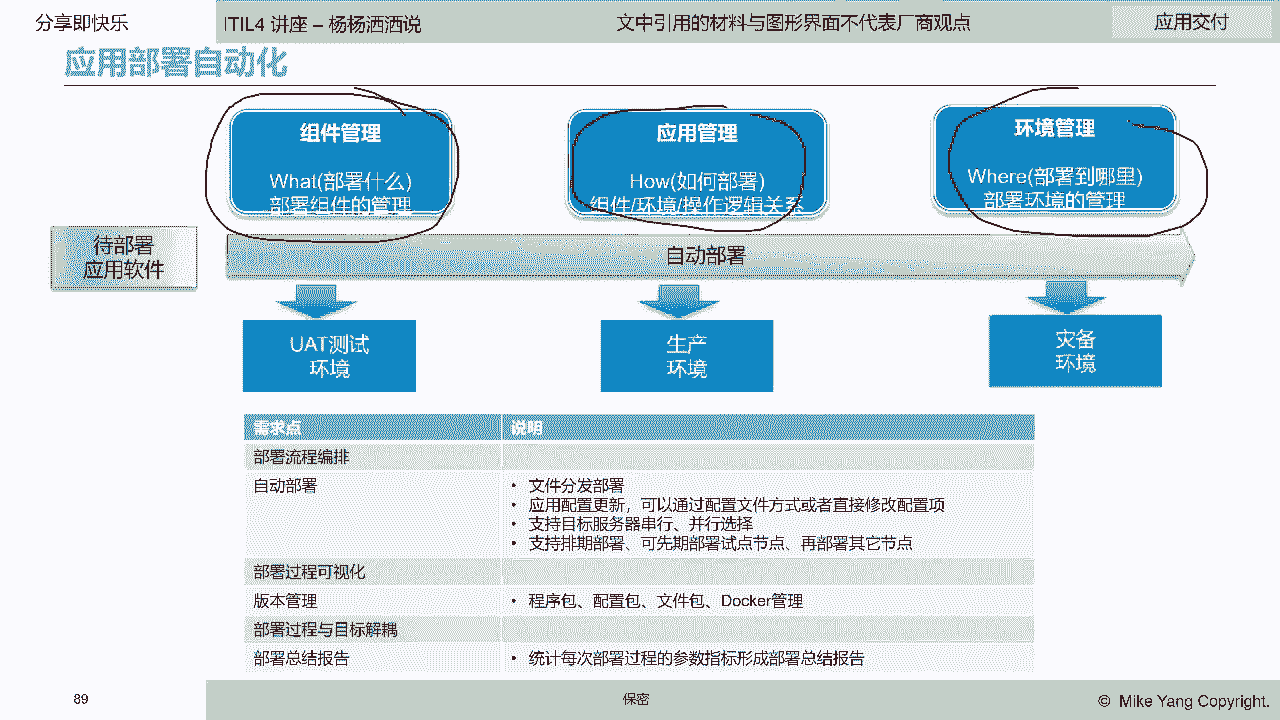 分享即快乐
ITIL4 讲座 – 杨杨洒洒说
文中引用的材料与图形界面不代表厂商观点
应用交付
应用部署自动化
组件管理
What(部署什么)
部署组件的管理
应用管理
How(如何部署)
组件/环境/操作逻辑关系
环境管理
Where(部署到哪里)
部署环境的管理
待部署
应用软件
自动部署
UAT测试
环境
生产
环境
灾备
环境
需求点
说明
部署流程编排
自动部署
• 文件分发部署
• 应用配置更新，可以通过配置文件方式或者直接修改配置项
• 支持目标服务器串行、并行选择
• 支持排期部署、可先期部署试点节点、再部署其它节点
部署过程可视化
版本管理
• 程序包、配置包、文件包、Docker管理
部署过程与目标解耦
部署总结报告
• 统计每次部署过程的参数指标形成部署总结报告
89
保密
© Mike Yang Copyright.